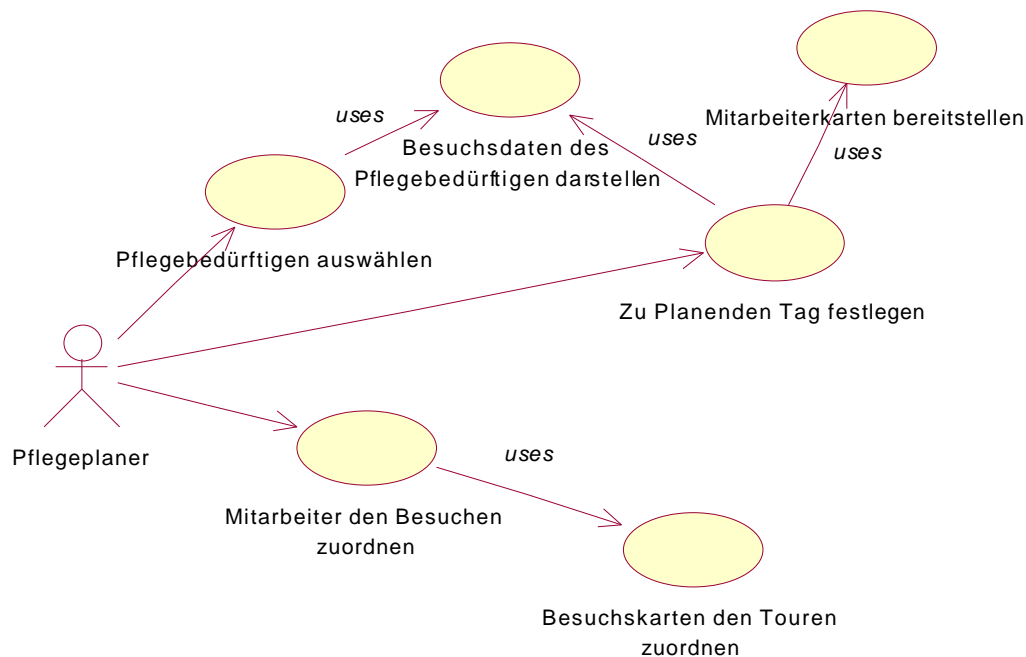 uses
Mitarbeiterkarten bereitstellen
uses
Besuchsdaten des
Pflegebedürftigen darstellen
uses
Pflegebedürftigen auswählen
Zu Planenden Tag festlegen
Pflegeplaner
uses
Mitarbeiter den Besuchen
zuordnen
Besuchskarten den Touren
zuordnen